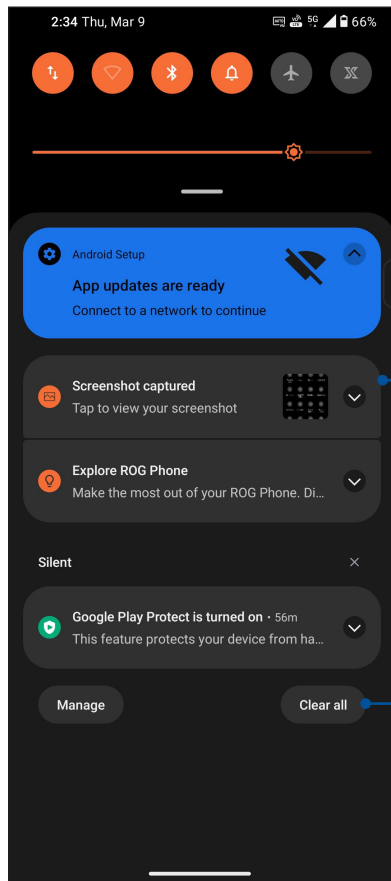 2:34 Thu, Mar 9
5G 66%
Android Setup
App updates are ready
Connect to a network to continue
Screenshot captured
Tap to view your screenshot
Explore ROG Phone
Make the most out of your ROG Phone. Di...
Silent
Google Play Protect is turned on • 56m
This feature protects your device from ha...
Manage
Clear all